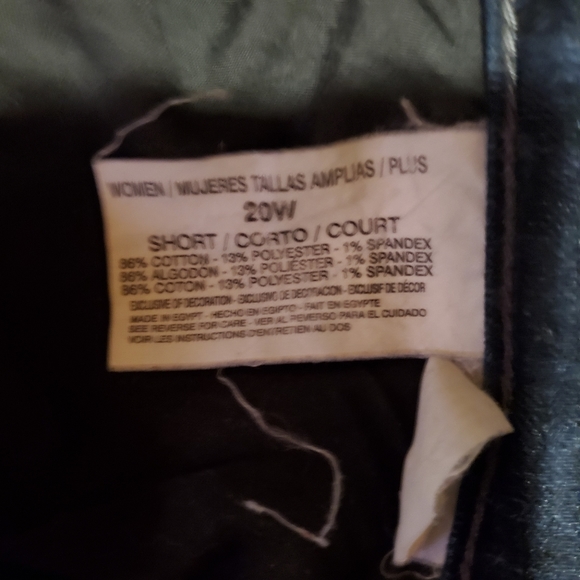 WOMEN / MUJERES TALLAS AMPLIAS / PLUS
20W
SHORT / CORTO / COURT
86% COTTON - 13% POLYESTER - 1% SPANDEX
86% ALGODON - 13% POLIÉSTER - 1% SPANDEX
86% COTON - 13% POLYESTER - 1% SPANDEX
EXCLUSIVE OF DECORATION - EXCLUSIVO DE DECORACION - EXCLUSIF DE DÉCOR
MADE IN EGYPT - HECHO EN EGIPTO - FAIT EN EGYPTE
SEE REVERSE FOR CARE - VER AL REVERSO PARA EL CUIDADO
VOIR LES INSTRUCTIONS D'ENTRETIEN AU DOS